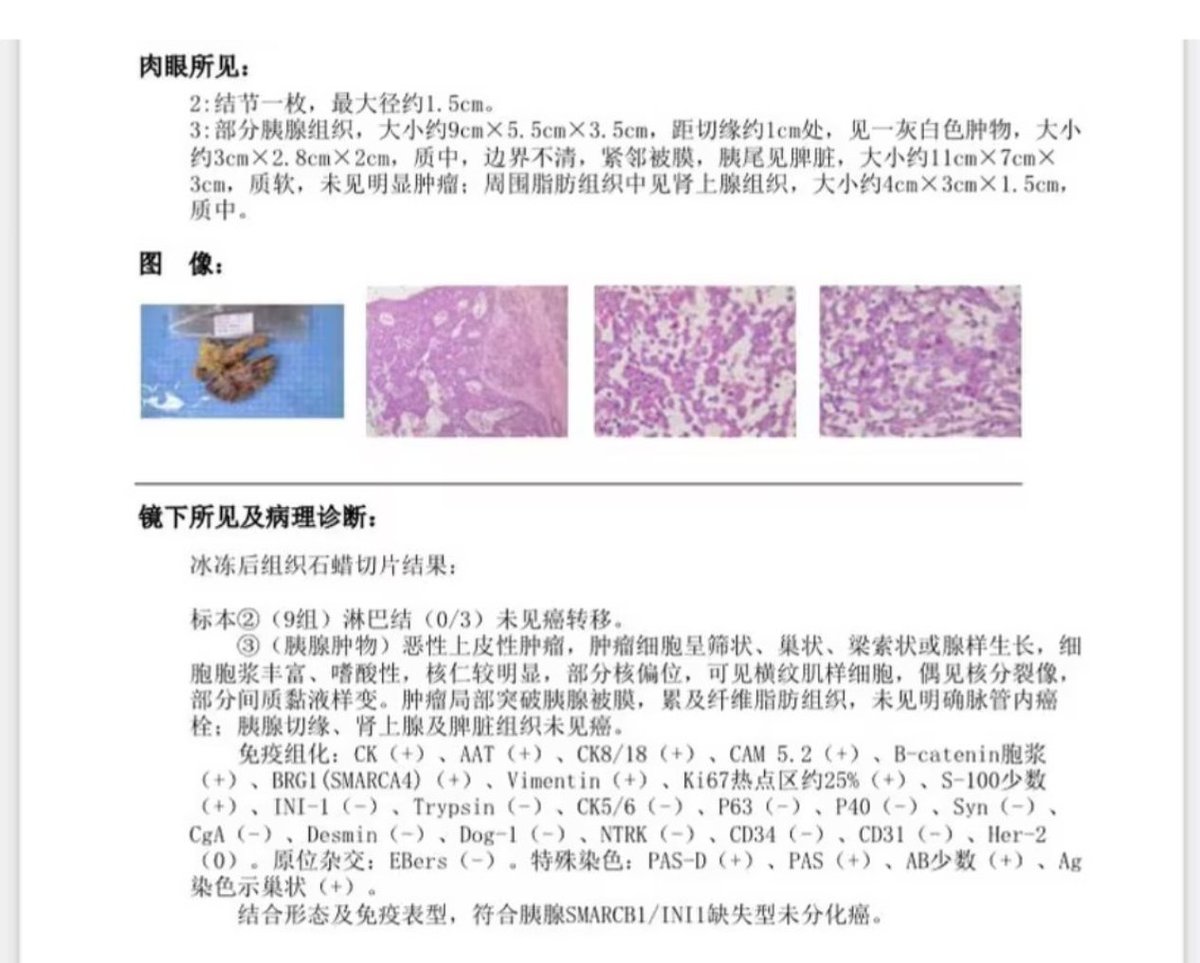 肉眼所见：
2:结节一枚，最大径约1.5cm。
3:部分胰腺组织，大小约9cm×5.5cm×3.5cm，距切缘约1cm处，见一灰白色肿物，大小
约3cm×2.8cm×2cm，质中，边界不清，紧邻被膜，胰尾见脾脏，大小约11cm×7cm×
3cm，质软，未见明显肿瘤；周围脂肪组织中见肾上腺组织，大小约4cm×3cm×1.5cm，
质中。
图 像：
镜下所见及病理诊断：
冰冻后组织石蜡切片结果：
标本②（9组）淋巴结（0/3）未见癌转移。
③（胰腺肿物）恶性上皮性肿瘤，肿瘤细胞呈筛状、巢状、梁索状或腺样生长，细
胞胞浆丰富、嗜酸性，核仁较明显，部分核偏位，可见横纹肌样细胞，偶见核分裂像，
部分间质黏液样变。肿瘤局部突破胰腺被膜，累及纤维脂肪组织，未见明确脉管内癌
栓；胰腺切缘、肾上腺及脾脏组织未见癌。
免疫组化：CK（+）、AAT（+）、CK8/18（+）、CAM 5.2（+）、B-catenin胞浆
（+）、BRG1(SMARCA4)（+）、Vimentin（+）、Ki67热点区约25%（+）、S-100少数
（+）、INI-1（-）、Trypsin（-）、CK5/6（-）、P63（-）、P40（-）、Syn（-）、
CgA（-）、Desmin（-）、Dog-1（-）、NTRK（-）、CD34（-）、CD31（-）、Her-2
（0）。原位杂交：EBers（-）。特殊染色：PAS-D（+）、PAS（+）、AB少数（+）、Ag
染色示巢状（+）。
结合形态及免疫表型，符合胰腺SMARCB1/INI1缺失型未分化癌。